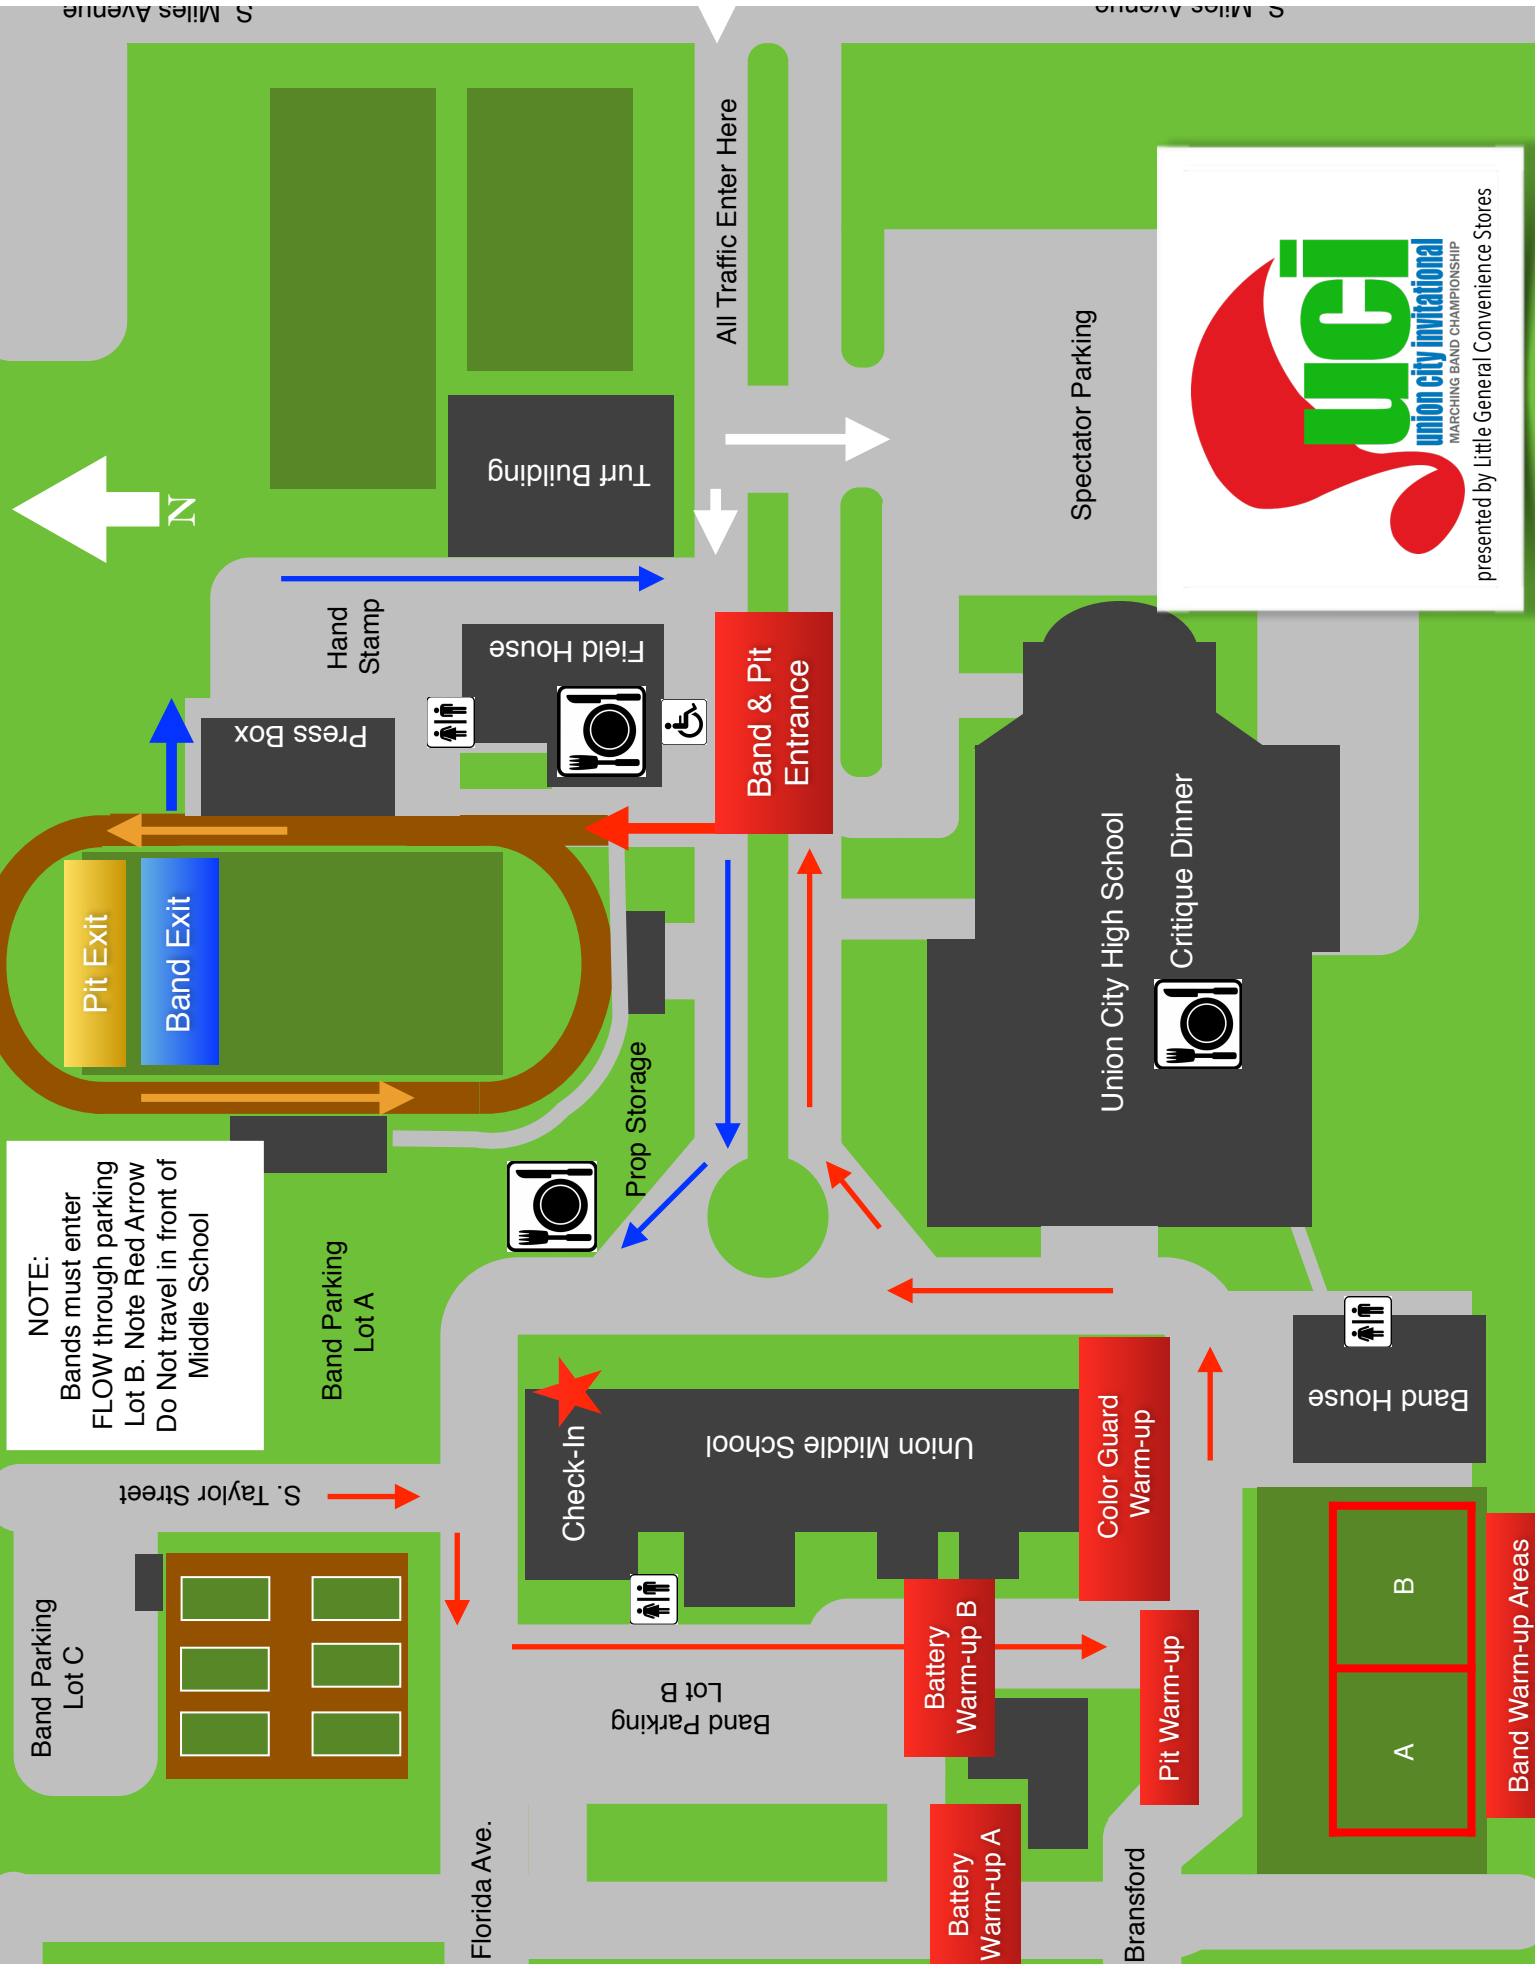 S. Miles Avenue
S. Miles Avenue
All Traffic Enter Here
Spectator Parking
uci
union city invitational
MARCHING BAND CHAMPIONSHIP
presented by Little General Convenience Stores
N
Turf Building
Hand
Stamp
Field House
Press Box
Band & Pit
Entrance
Pit Exit
Band Exit
Union City High School
Critique Dinner
Prop Storage
NOTE:
Bands must enter
FLOW through parking
Lot B. Note Red Arrow
Do Not travel in front of
Middle School
Band Parking
Lot A
S. Taylor Street
Check-In
Union Middle School
Color Guard
Warm-up
Band House
Band Parking
Lot C
Band Parking
Lot B
Battery
Warm-up B
Pit Warm-up
B
A
Band Warm-up Areas
Florida Ave.
Battery
Warm-up A
Bransford